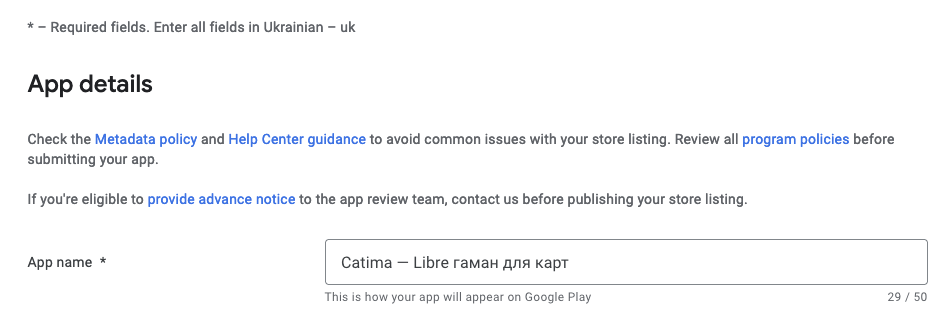 * – Required fields. Enter all fields in Ukrainian – uk
App details
Check the Metadata policy and Help Center guidance to avoid common issues with your store listing. Review all program policies before
submitting your app.
If you're eligible to provide advance notice to the app review team, contact us before publishing your store listing.
App name *
Catima — Libre гаман для карт
This is how your app will appear on Google Play
29 / 50